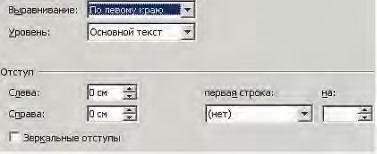 Выравнивание: По левому краю
Уровень: Основной текст
Отступ
Слева: 0 см первая строка: на:
Справа: 0 см (нет)
Зеркальные отступы